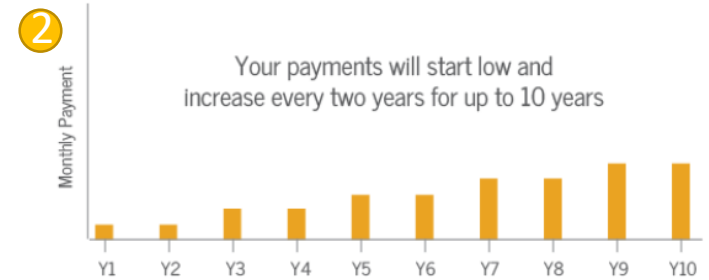 2
Your payments will start low and
increase every two years for up to 10 years
Monthly Payment
Y1 Y2 Y3 Y4 Y5 Y6 Y7 Y8 Y9 Y10